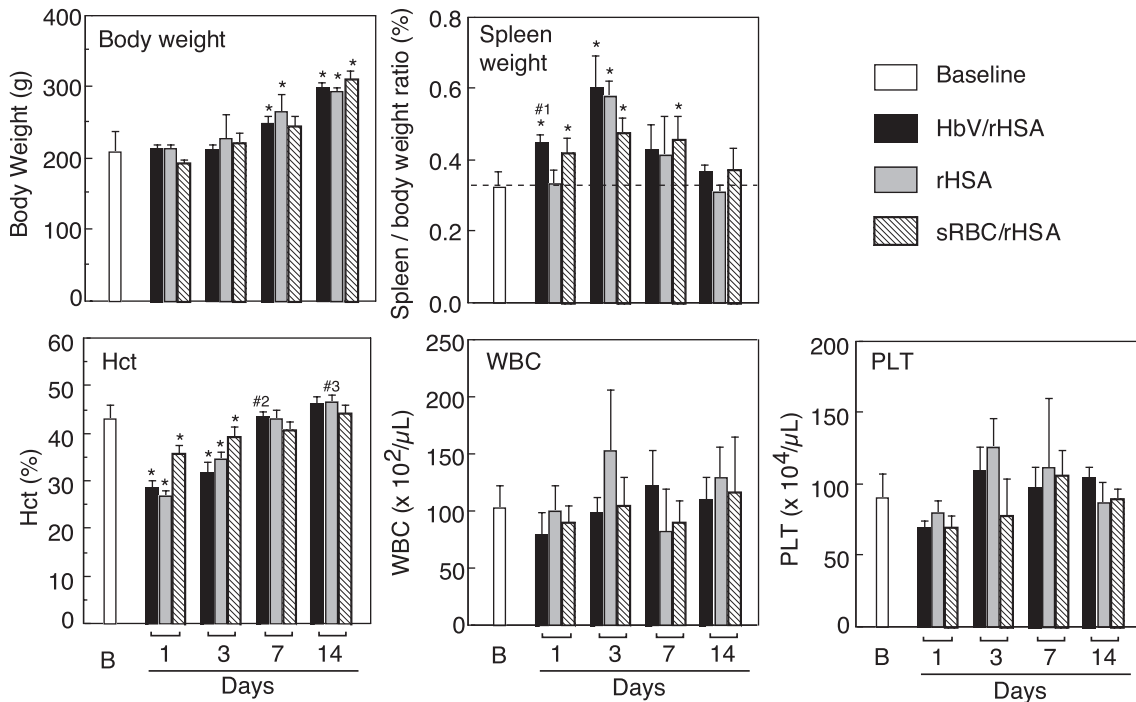 Body weight
Body Weight (g)
400
300
200
100
0
* * * * *
Spleen
weight
Spleen / body weight ratio (%)
0.8
0.6
0.4
0.2
0.0
#1
* * * * * *
Baseline
HbV/rHSA
rHSA
sRBC/rHSA
Hct
Hct (%)
60
50
40
30
20
10
0
* * * * * *
#2
#3
B 1 3 7 14
Days
WBC
WBC (x 10²/µL)
250
200
150
100
50
0
B 1 3 7 14
Days
PLT
PLT (x 10⁴/µL)
200
150
100
50
0
B 1 3 7 14
Days